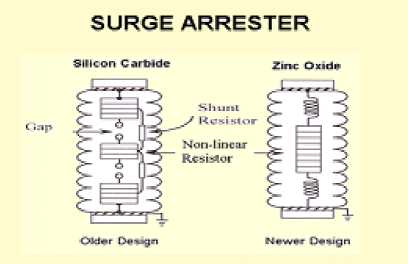 SURGE ARRESTER
Silicon Carbide
Zinc Oxide
Gap
Shunt
Resistor
Non-linear
Resistor
Older Design
Newer Design